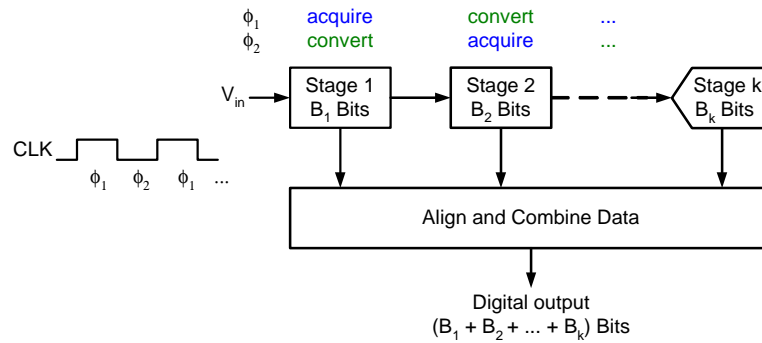 ϕ1 acquire convert ...
ϕ2 convert acquire ...
Vin
Stage 1
B1 Bits
Stage 2
B2 Bits
Stage k
Bk Bits
CLK
ϕ1 ϕ2 ϕ1 ...
Align and Combine Data
Digital output
(B1 + B2 + ... + Bk) Bits